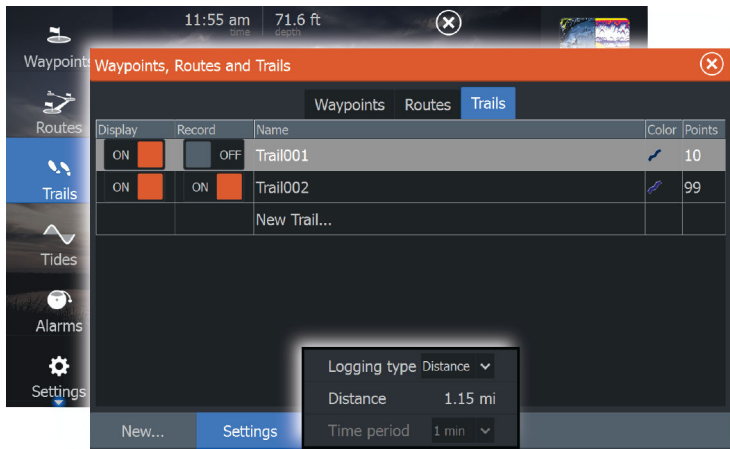 11:55 am
time
71.6 ft
depth
Waypoints
Routes
Trails
Tides
Alarms
Settings
Waypoints, Routes and Trails
Waypoints Routes Trails
Display Record Name Color Points
ON OFF Trail001 10
ON ON Trail002 99
New Trail...
Logging type Distance
Distance 1.15 mi
Time period 1 min
New... Settings